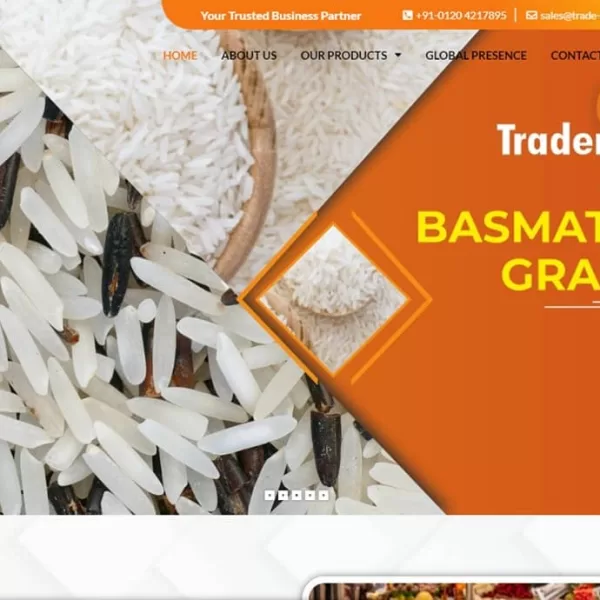 Your Trusted Business Partner
+91-0120 4217895 | sales@trade-
HOME ABOUT US OUR PRODUCTS GLOBAL PRESENCE CONTACT
Trader
BASMAT
GRA